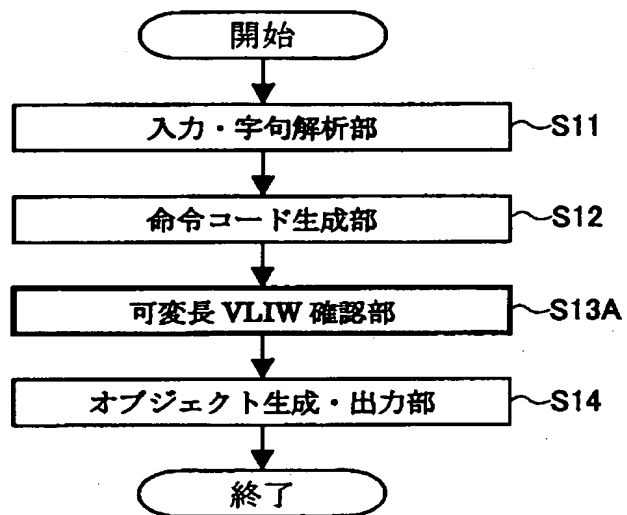 開始
入力・字句解析部 S11
命令コード生成部 S12
可変長 VLIW 確認部 S13A
オブジェクト生成・出力部 S14
終了